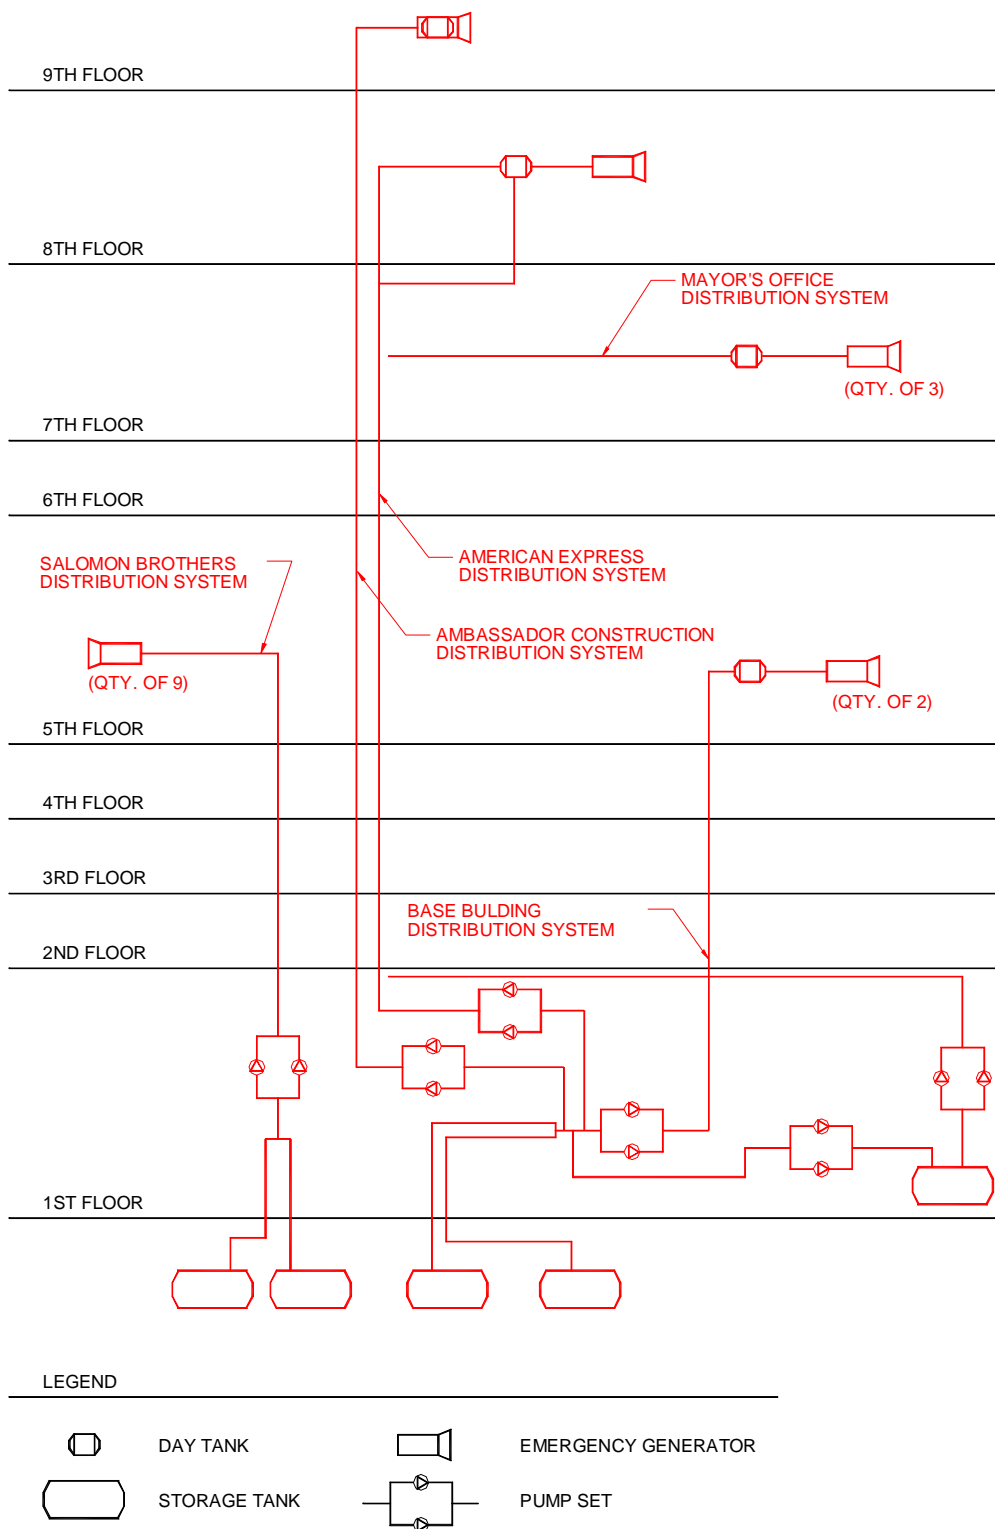 9TH FLOOR
8TH FLOOR
MAYOR'S OFFICE
DISTRIBUTION SYSTEM
(QTY. OF 3)
7TH FLOOR
6TH FLOOR
SALOMON BROTHERS
DISTRIBUTION SYSTEM
AMERICAN EXPRESS
DISTRIBUTION SYSTEM
AMBASSADOR CONSTRUCTION
DISTRIBUTION SYSTEM
(QTY. OF 9)
(QTY. OF 2)
5TH FLOOR
4TH FLOOR
3RD FLOOR
BASE BULDING
DISTRIBUTION SYSTEM
2ND FLOOR
1ST FLOOR
LEGEND
DAY TANK
EMERGENCY GENERATOR
STORAGE TANK
PUMP SET